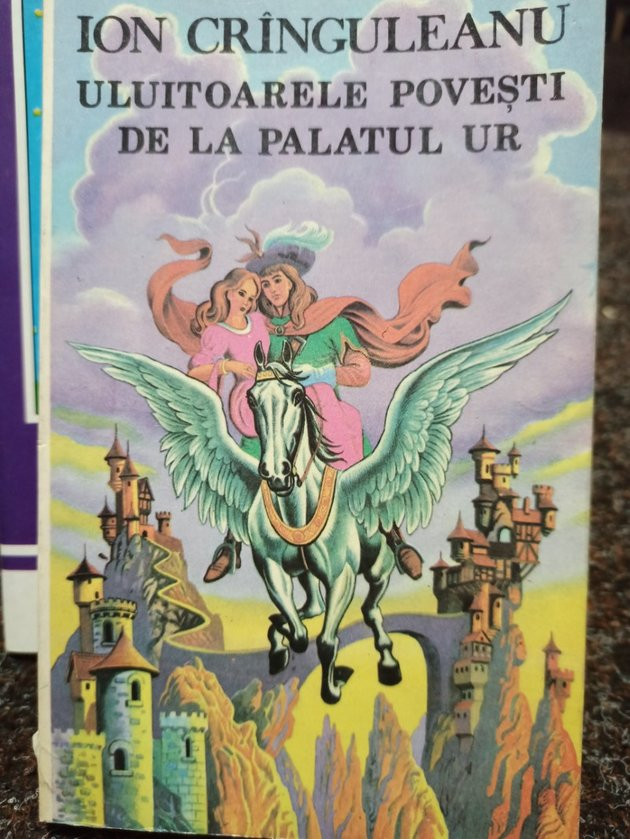 ION CRÎNGULEANU
ULUITOARELE POVEȘTI
DE LA PALATUL UR